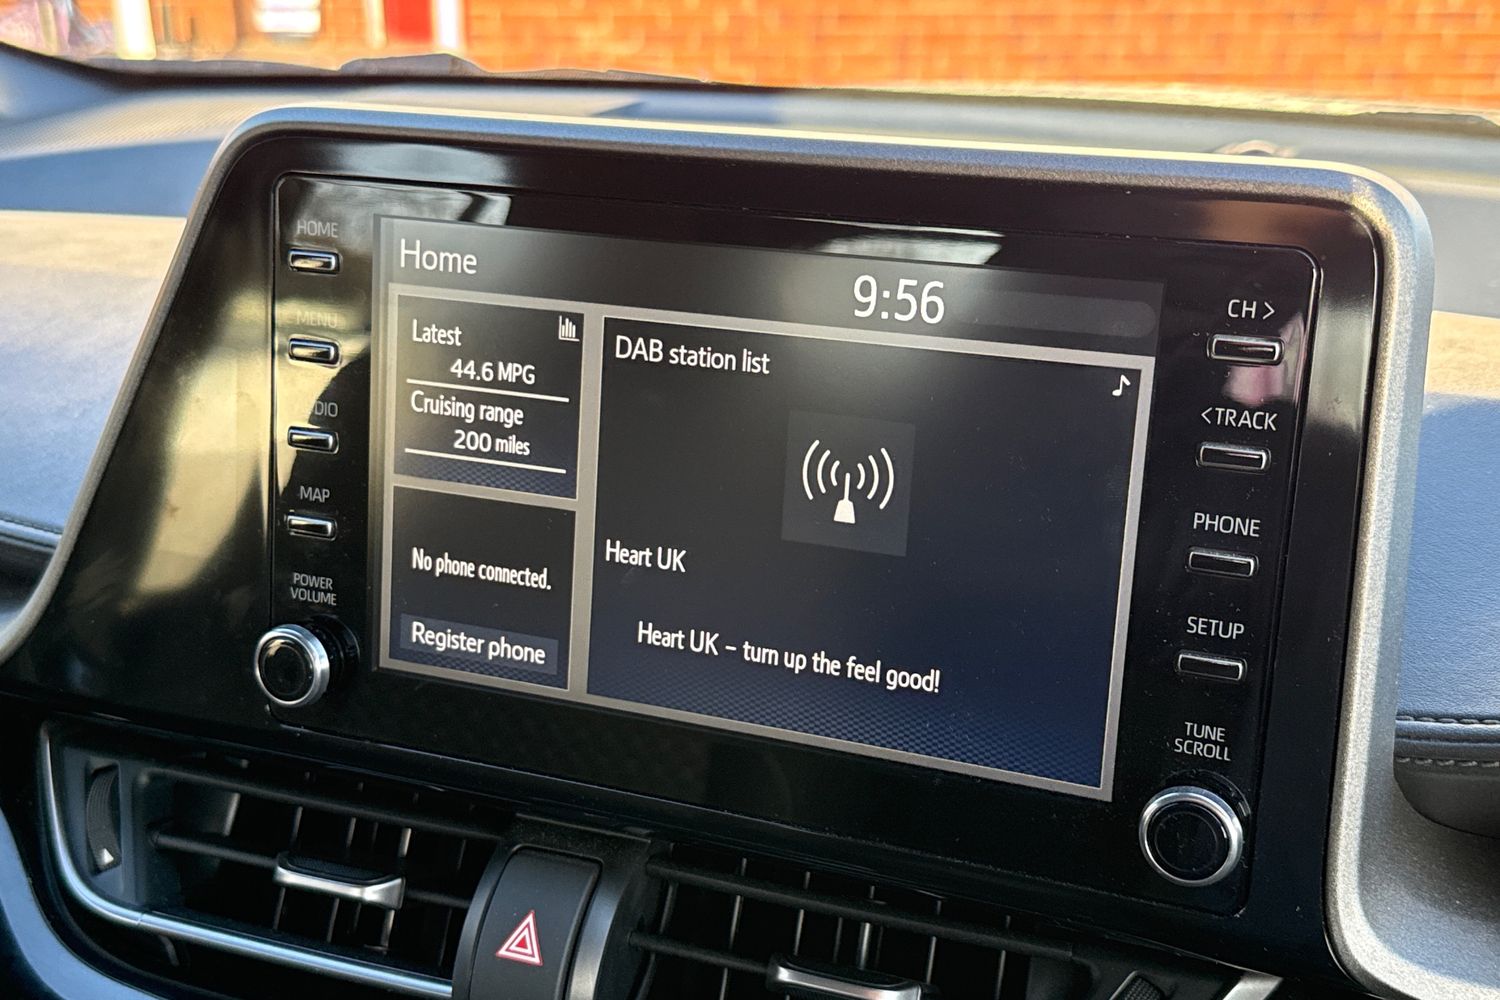 HOME
MENU
AUDIO
MAP
POWER
VOLUME
Home
9:56
Latest
44.6 MPG
Cruising range
200 miles
No phone connected.
Register phone
DAB station list
Heart UK
Heart UK – turn up the feel good!
CH >
<TRACK
PHONE
SETUP
TUNE
SCROLL